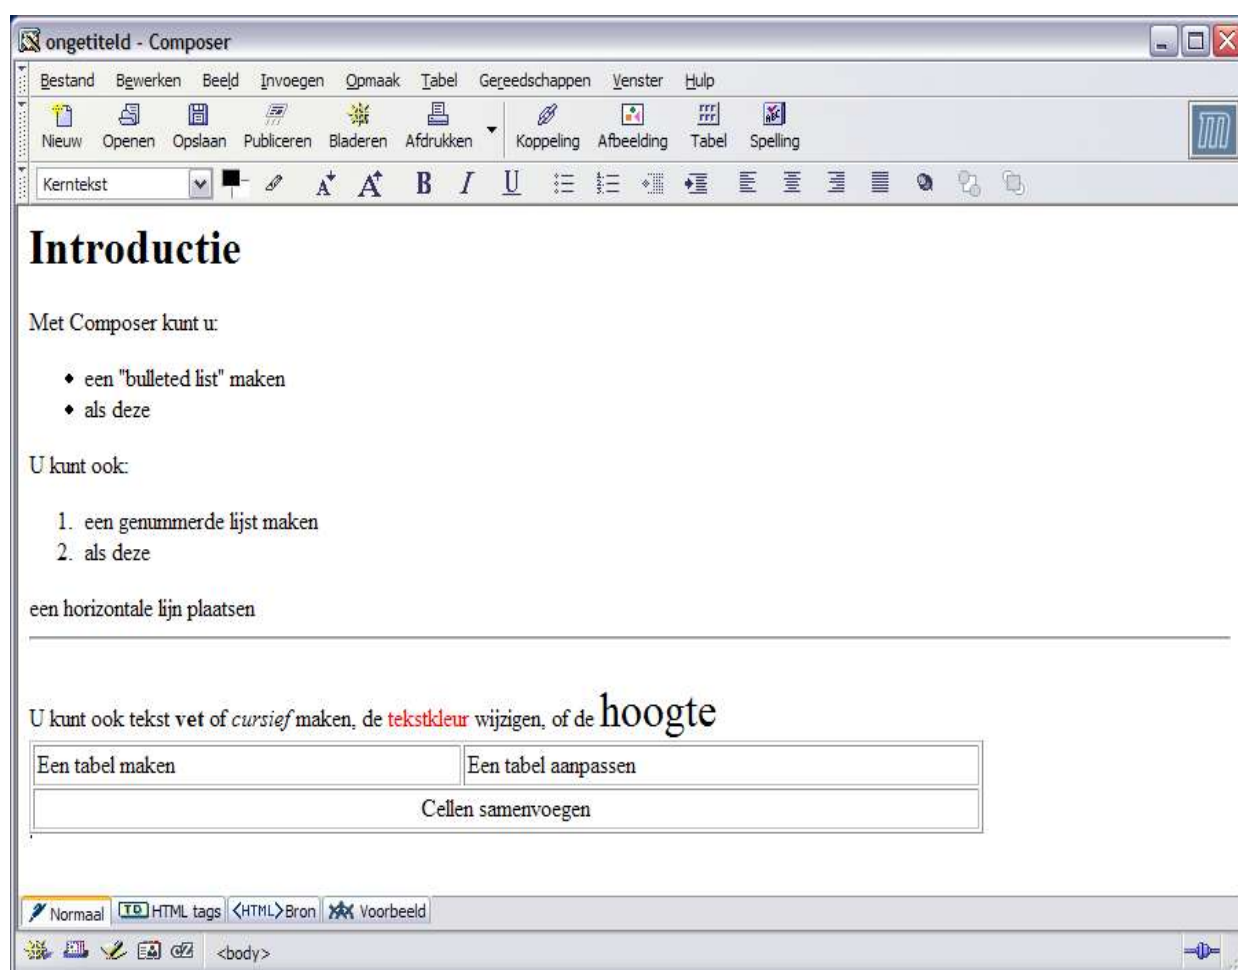 ongetiteld - Composer
Bestand Bewerken Beeld Invoegen Opmaak Tabel Gereedschappen Venster Hulp
Nieuw Openen Opslaan Publiceren Bladeren Afdrukken Koppeling Afbeelding Tabel Spelling
Kerntekst A A B I U
Introductie
Met Composer kunt u:
• een "bulleted list" maken
• als deze
U kunt ook:
1. een genummerde lijst maken
2. als deze
een horizontale lijn plaatsen
U kunt ook tekst vet of cursief maken, de tekstkleur wijzigen, of de hoogte
Een tabel maken Een tabel aanpassen
Cellen samenvoegen
Normaal TD HTML tags <HTML> Bron Voorbeeld
<body>